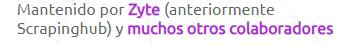 Mantenido por Zyte (anteriormente
Scrapinghub) y muchos otros colaboradores